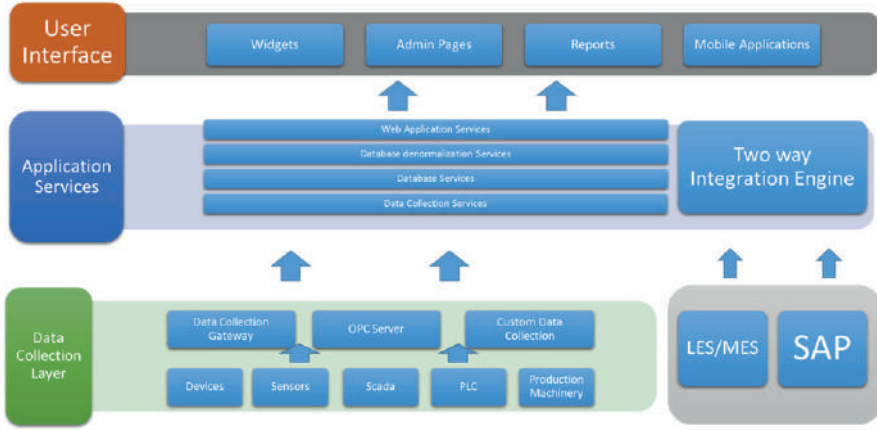 User
Interface
Widgets
Admin Pages
Reports
Mobile Applications
Application
Services
Web Application Services
Database denormalization Services
Database Services
Data Collection Services
Two way
Integration Engine
Data
Collection
Layer
Data Collection
Gateway
OPC Server
Custom Data
Collection
Devices
Sensors
Scada
PLC
Production
Machinery
LES/MES
SAP